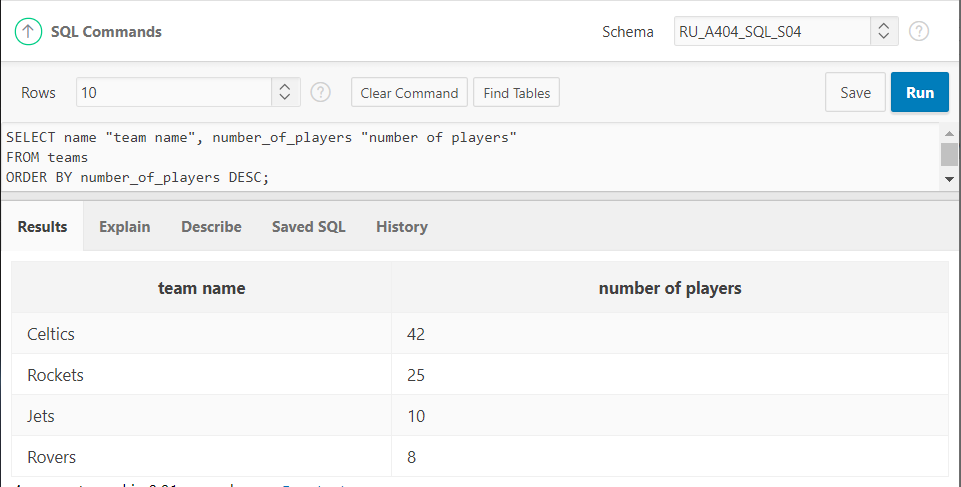 SQL Commands
Schema RU_A404_SQL_S04
Rows 10 Clear Command Find Tables Save Run
SELECT name "team name", number_of_players "number of players"
FROM teams
ORDER BY number_of_players DESC;
Results Explain Describe Saved SQL History
team name number of players
Celtics 42
Rockets 25
Jets 10
Rovers 8